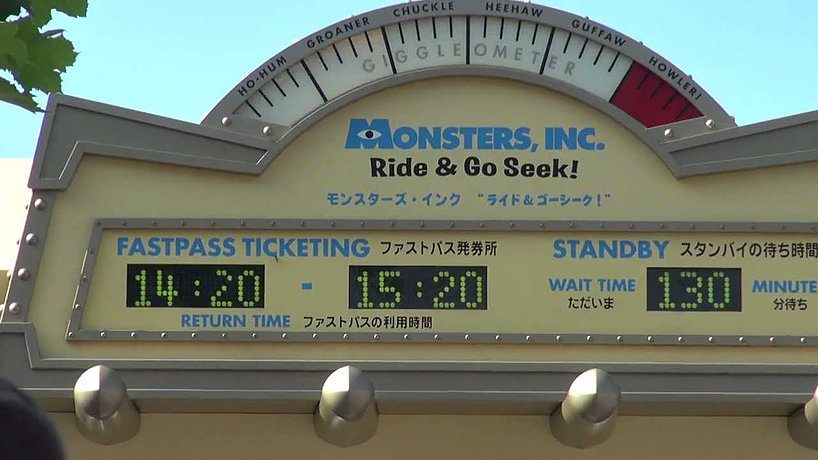 HO-HUM GROANER CHUCKLE HEEHAW GUFFAW HOWLER!
GIGGLEOMETER
MONSTERS, INC.
Ride & Go Seek!
モンスターズ・インク "ライド&ゴーシーク!"
FASTPASS TICKETING ファストパス発券所
14:20 - 15:20
RETURN TIME ファストパスの利用時間
STANDBY スタンバイの待ち時間
WAIT TIME 130 MINUTE
ただいま 分待ち